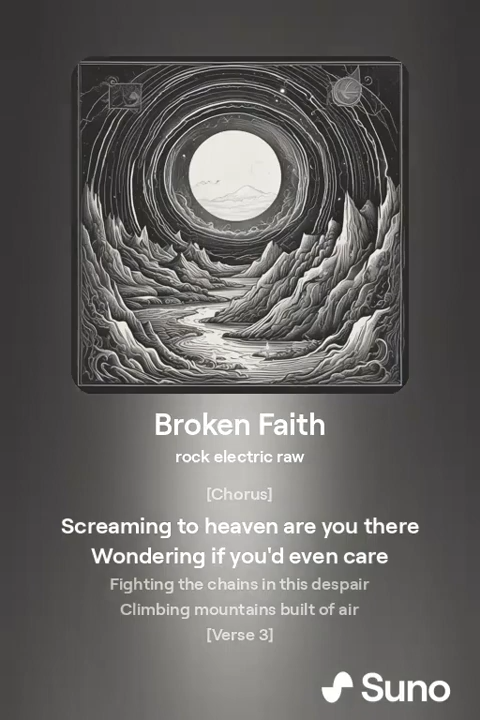 Broken Faith
rock electric raw
[Chorus]
Screaming to heaven are you there
Wondering if you'd even care
Fighting the chains in this despair
Climbing mountains built of air
[Verse 3]
Suno